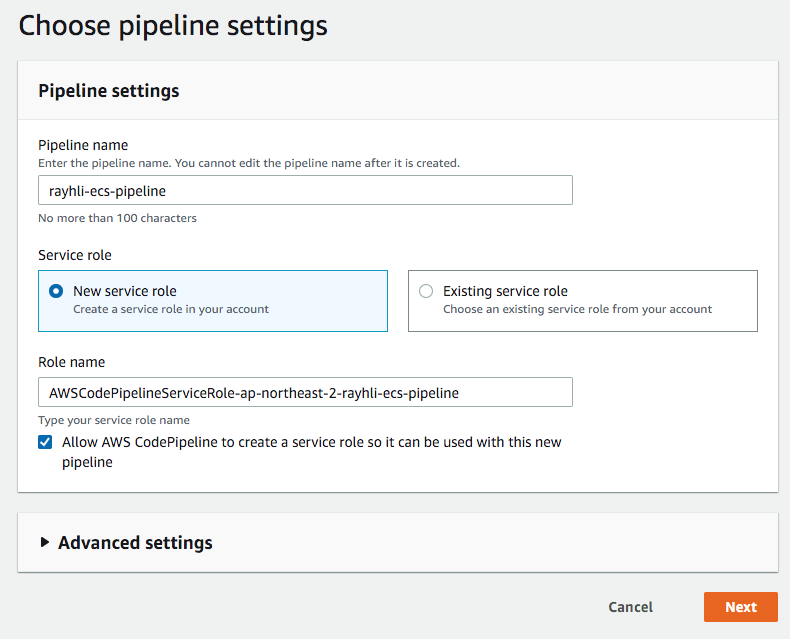 Choose pipeline settings
Pipeline settings
Pipeline name
Enter the pipeline name. You cannot edit the pipeline name after it is created.
rayhli-ecs-pipeline
No more than 100 characters
Service role
New service role
Create a service role in your account
Existing service role
Choose an existing service role from your account
Role name
AWSCodePipelineServiceRole-ap-northeast-2-rayhli-ecs-pipeline
Type your service role name
Allow AWS CodePipeline to create a service role so it can be used with this new
pipeline
Advanced settings
Cancel
Next